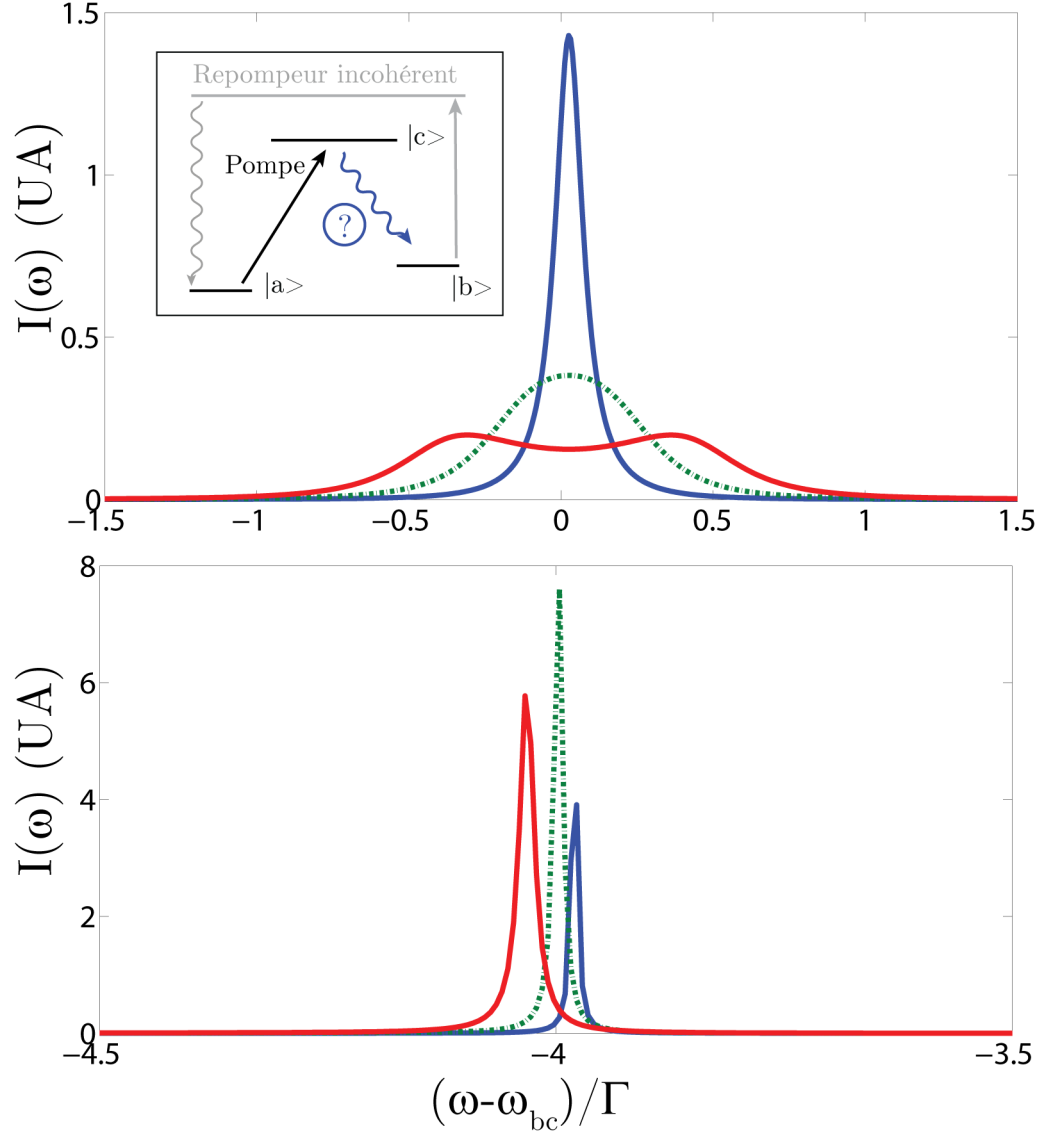 I(ω) (UA)
1.5
1
0.5
0
−1.5
−1
−0.5
0
0.5
1
1.5
Repompeur incohérent
|c>
Pompe
?
|a>
|b>
I(ω) (UA)
8
6
4
2
0
−4.5
−4
−3.5
(ω-ωbc)/Γ